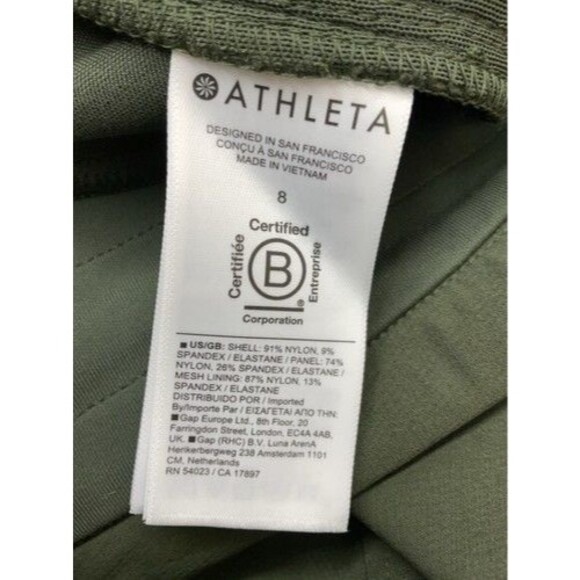 ATHLETA
DESIGNED IN SAN FRANCISCO
CONÇU À SAN FRANCISCO
MADE IN VIETNAM
8
Certified
Certifiée
B
®
Entreprise
Corporation
■ US/GB: SHELL: 91% NYLON, 9%
SPANDEX / ELASTANE / PANEL: 74%
NYLON, 26% SPANDEX / ELASTANE /
MESH LINING: 87% NYLON, 13%
SPANDEX / ELASTANE
DISTRIBUIDO POR / Imported
By/Importe Par / ΕΙΣΑΓΕΤΑΙ ΑΠΟ ΤΗΝ:
■ Gap Europe Ltd, 8th Floor, 20
Farringdon Street, London, EC4A 4AB,
UK. ■ Gap (RHC) B.V. Luna ArenA
Henkerbergweg 238 Amsterdam 1101
CM, Netherlands
RN 54023 / CA 17897